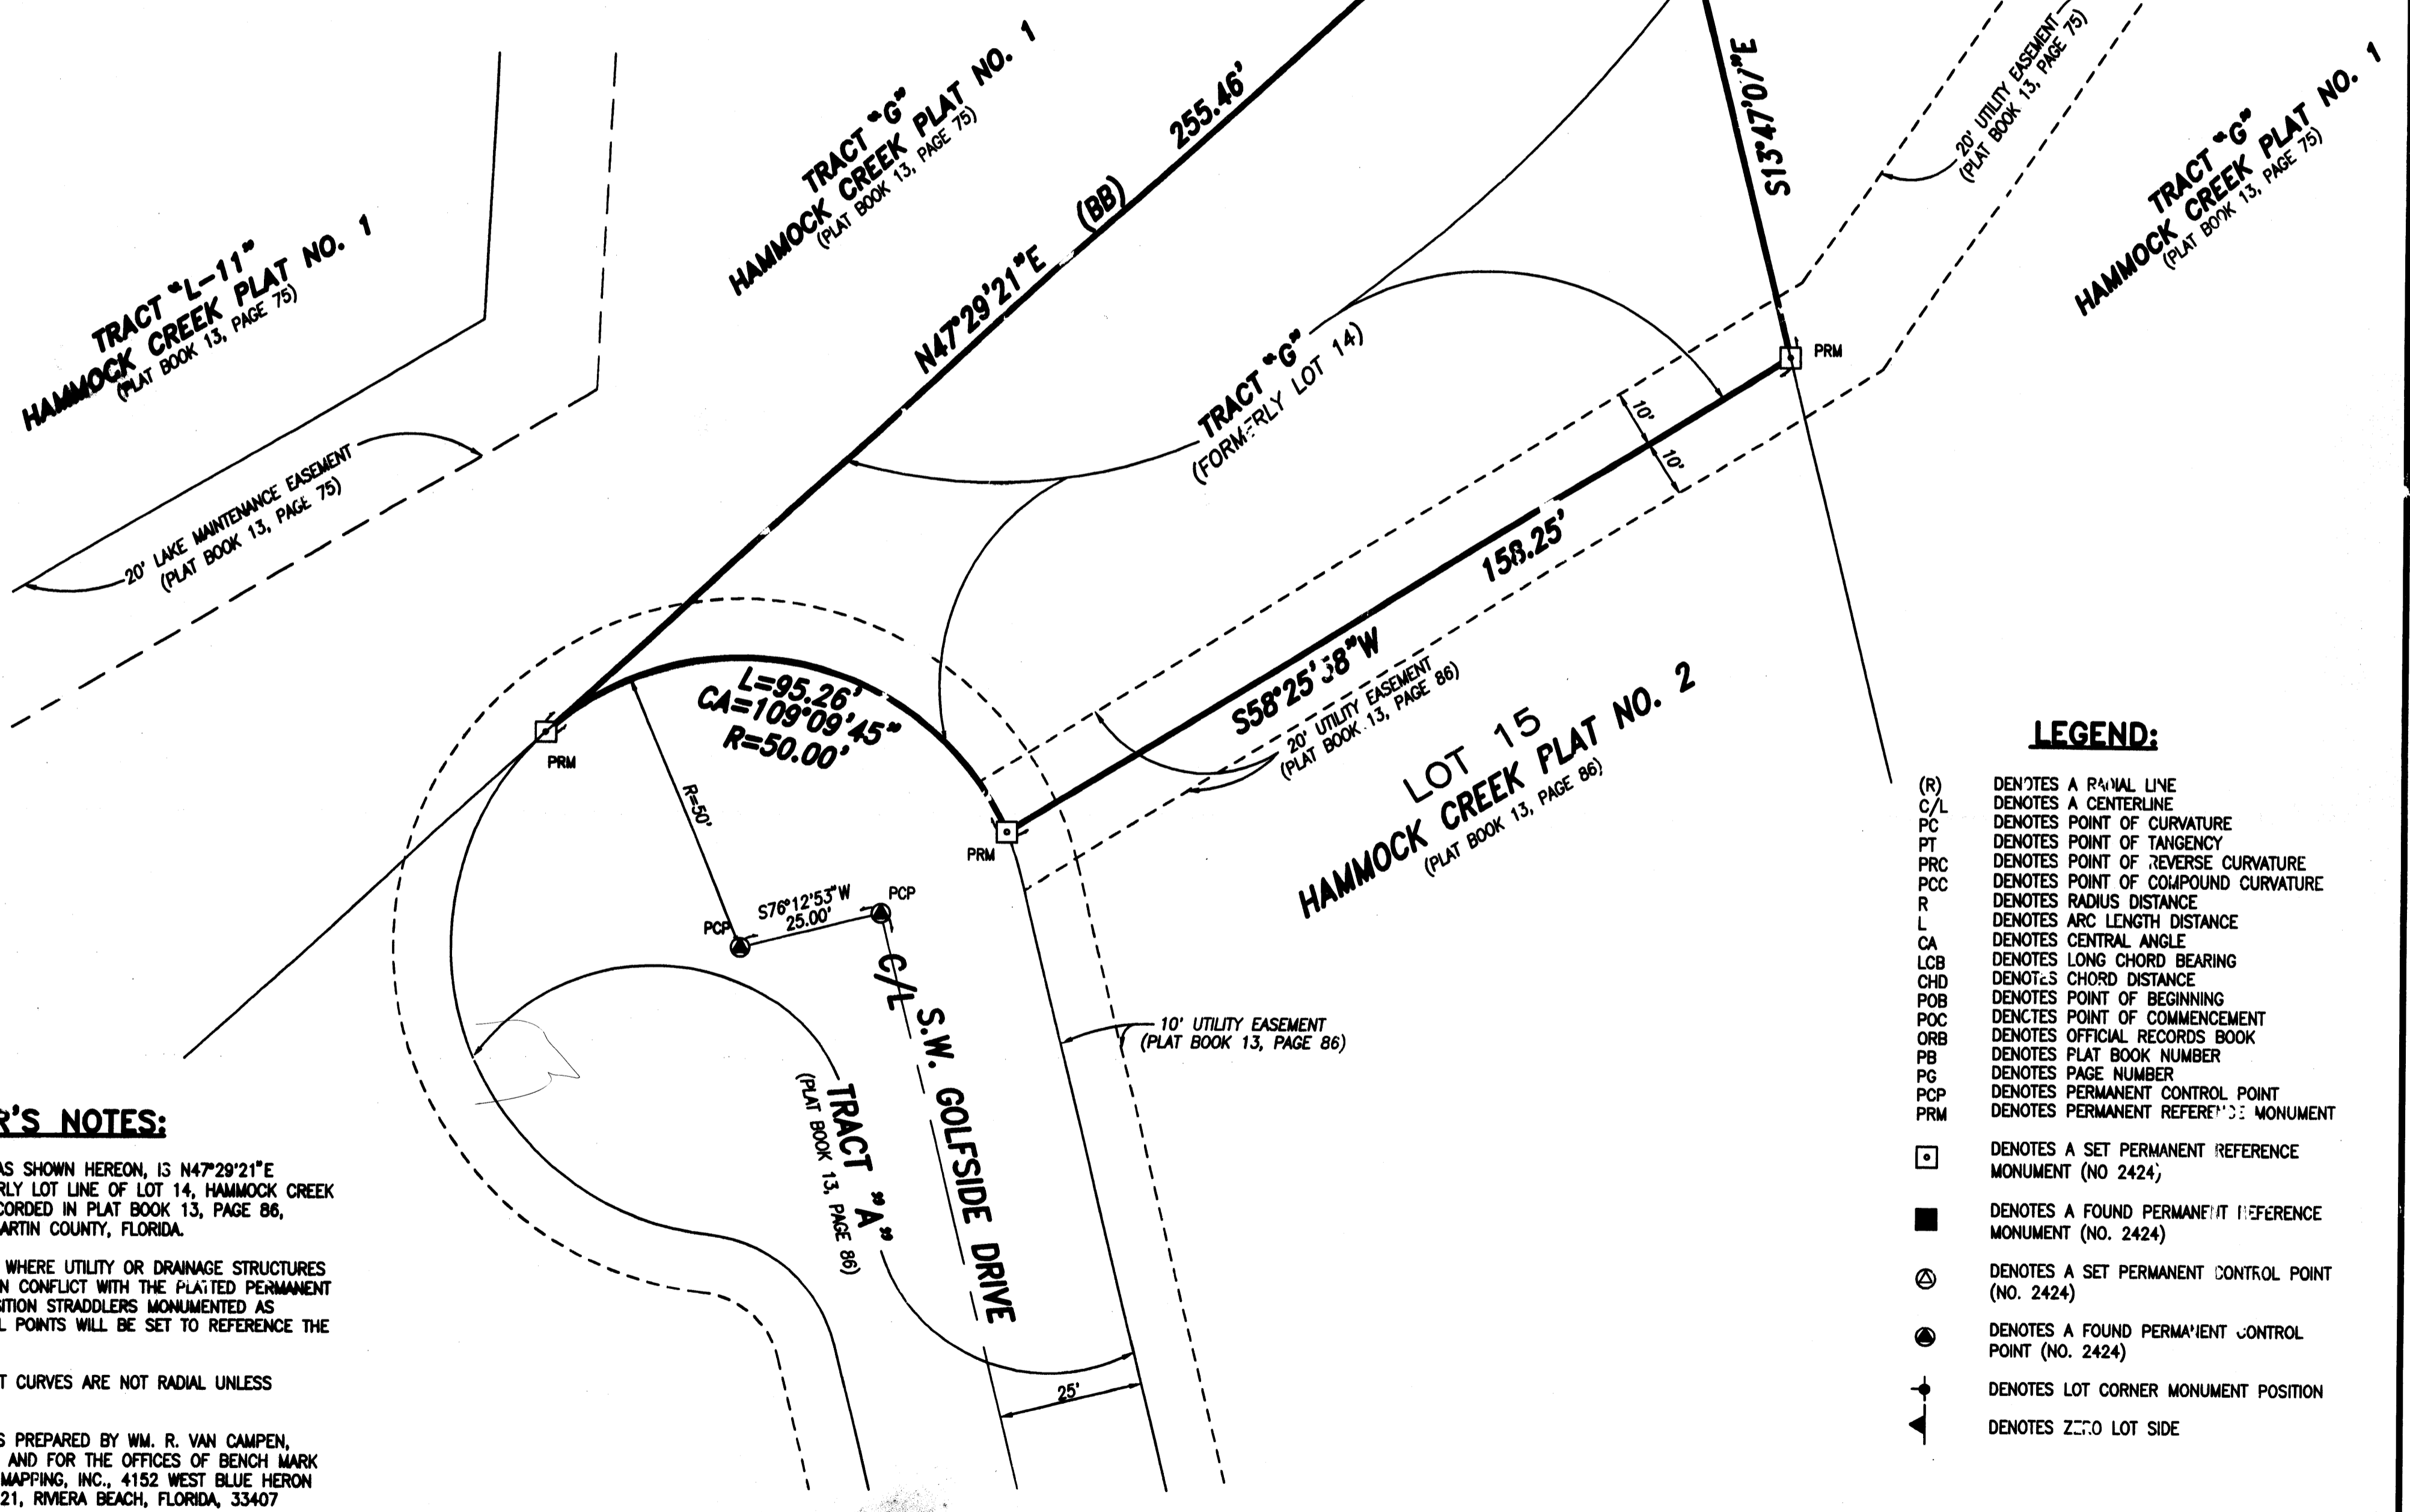 TRACT "L-11"
HAMMOCK CREEK PLAT NO. 1
(PLAT BOOK 13, PAGE 75)
TRACT "G"
HAMMOCK CREEK PLAT NO. 1
(PLAT BOOK 13, PAGE 75)
N47°29'21"E
(BB)
255.46'
S13°47'01"E
20' UTILITY EASEMENT
(PLAT BOOK 13, PAGE 75)
TRACT "G"
HAMMOCK CREEK PLAT NO. 1
(PLAT BOOK 13, PAGE 75)
20' LAKE MAINTENANCE EASEMENT
(PLAT BOOK 13, PAGE 75)
TRACT "G"
(FORMERLY LOT 14)
PRM
10'
10'
S58°25'58"W
158.25'
20' UTILITY EASEMENT
(PLAT BOOK 13, PAGE 86)
LOT 15
HAMMOCK CREEK PLAT NO. 2
(PLAT BOOK 13, PAGE 86)
L=95.26'
CA=109°09'45"
R=50.00'
PRM
R=50'
PRM
S76°12'53"W
25.00'
PCP
PCP
C/L S.W. GOLFSIDE DRIVE
TRACT "A"
(PLAT BOOK 13, PAGE 86)
10' UTILITY EASEMENT
(PLAT BOOK 13, PAGE 86)
25'
R'S NOTES:
AS SHOWN HEREON, IS N47°29'21"E
RLY LOT LINE OF LOT 14, HAMMOCK CREEK
CORDED IN PLAT BOOK 13, PAGE 86,
ARTIN COUNTY, FLORIDA.
WHERE UTILITY OR DRAINAGE STRUCTURES
N CONFLICT WITH THE PLATTED PERMANENT
SITION STRADDLERS MONUMENTED AS
L POINTS WILL BE SET TO REFERENCE THE
T CURVES ARE NOT RADIAL UNLESS
S PREPARED BY WM. R. VAN CAMPEN,
AND FOR THE OFFICES OF BENCH MARK
MAPPING, INC., 4152 WEST BLUE HERON
21, RIVIERA BEACH, FLORIDA, 33407
LEGEND:
(R) DENOTES A RADIAL LINE
C/L DENOTES A CENTERLINE
PC DENOTES POINT OF CURVATURE
PT DENOTES POINT OF TANGENCY
PRC DENOTES POINT OF REVERSE CURVATURE
PCC DENOTES POINT OF COMPOUND CURVATURE
R DENOTES RADIUS DISTANCE
L DENOTES ARC LENGTH DISTANCE
CA DENOTES CENTRAL ANGLE
LCB DENOTES LONG CHORD BEARING
CHD DENOTES CHORD DISTANCE
POB DENOTES POINT OF BEGINNING
POC DENOTES POINT OF COMMENCEMENT
ORB DENOTES OFFICIAL RECORDS BOOK
PB DENOTES PLAT BOOK NUMBER
PG DENOTES PAGE NUMBER
PCP DENOTES PERMANENT CONTROL POINT
PRM DENOTES PERMANENT REFERENCE MONUMENT
DENOTES A SET PERMANENT REFERENCE
MONUMENT (NO 2424)
DENOTES A FOUND PERMANENT REFERENCE
MONUMENT (NO. 2424)
DENOTES A SET PERMANENT CONTROL POINT
(NO. 2424)
DENOTES A FOUND PERMANENT CONTROL
POINT (NO. 2424)
DENOTES LOT CORNER MONUMENT POSITION
DENOTES ZERO LOT SIDE